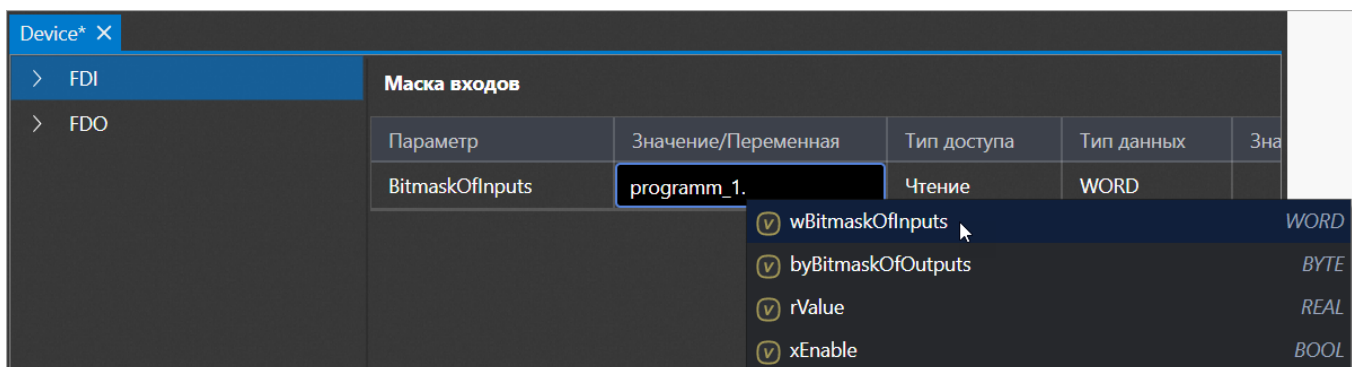 Device*
FDI
FDO
Маска входов
Параметр Значение/Переменная Тип доступа Тип данных Зна
BitmaskOfInputs programm_1. Чтение WORD
wBitmaskOfInputs WORD
byBitmaskOfOutputs BYTE
rValue REAL
xEnable BOOL